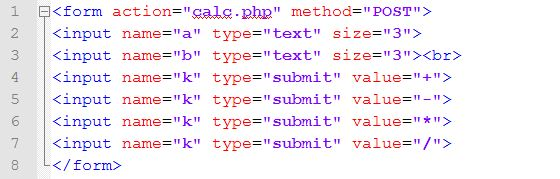 1 <form action="calc.php" method="POST">
2 <input name="a" type="text" size="3">
3 <input name="b" type="text" size="3"><br>
4 <input name="k" type="submit" value="+">
5 <input name="k" type="submit" value="-">
6 <input name="k" type="submit" value="*">
7 <input name="k" type="submit" value="/">
8 </form>